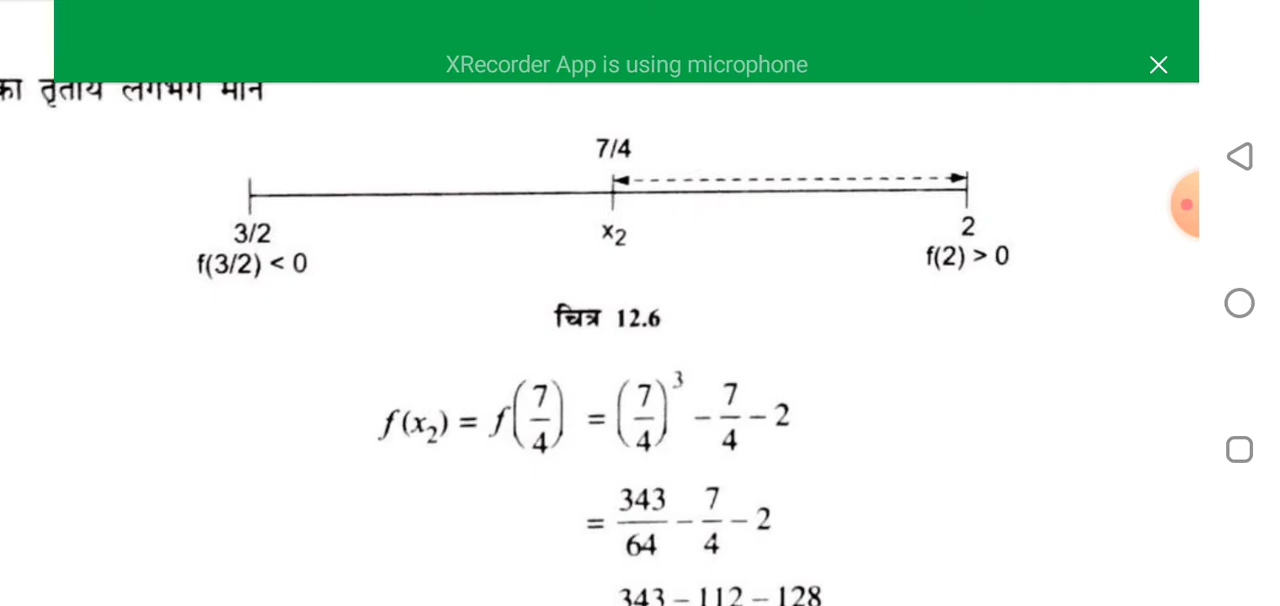 XRecorder App is using microphone
का तृतीय लगभग मान
7/4
3/2 x₂ 2
f(3/2) < 0 f(2) > 0
चित्र 12.6
f(x₂) = f(7/4) = (7/4)³ − 7/4 − 2
= 343/64 − 7/4 − 2
343 − 112 − 128